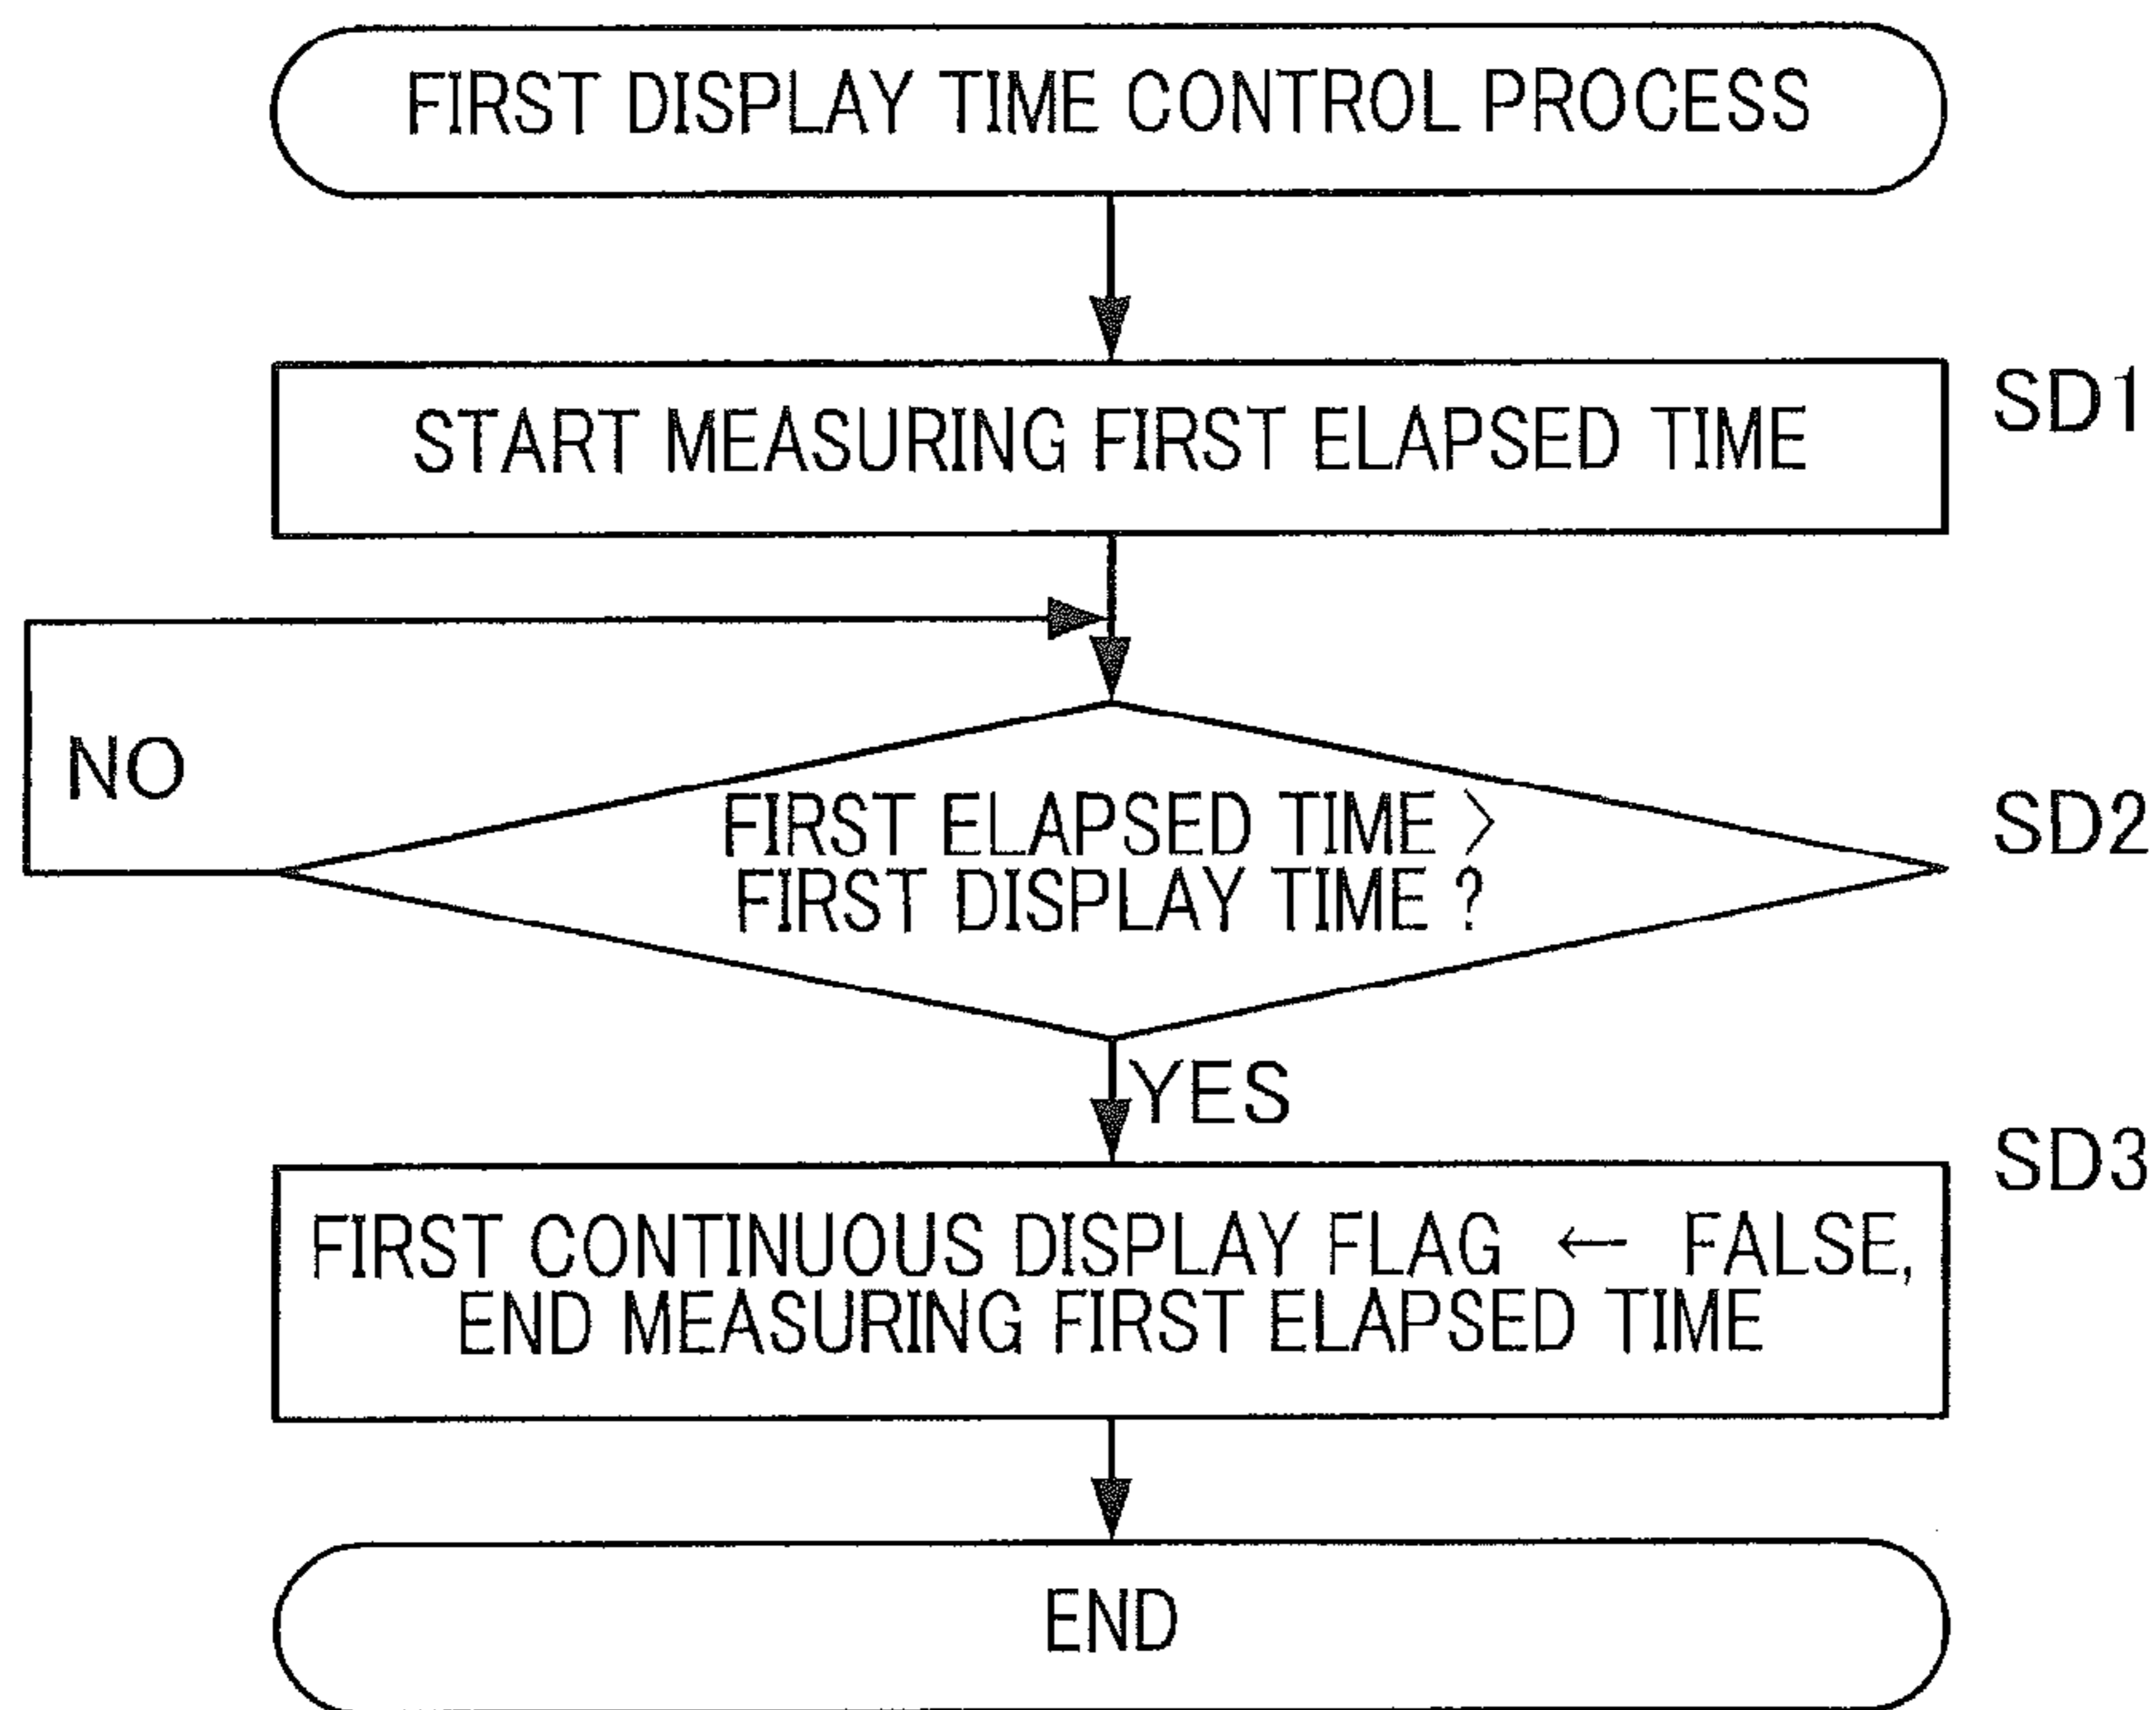 FIRST DISPLAY TIME CONTROL PROCESS
START MEASURING FIRST ELAPSED TIME
SD1
NO
FIRST ELAPSED TIME >
FIRST DISPLAY TIME ?
SD2
YES
SD3
FIRST CONTINUOUS DISPLAY FLAG ← FALSE,
END MEASURING FIRST ELAPSED TIME
END